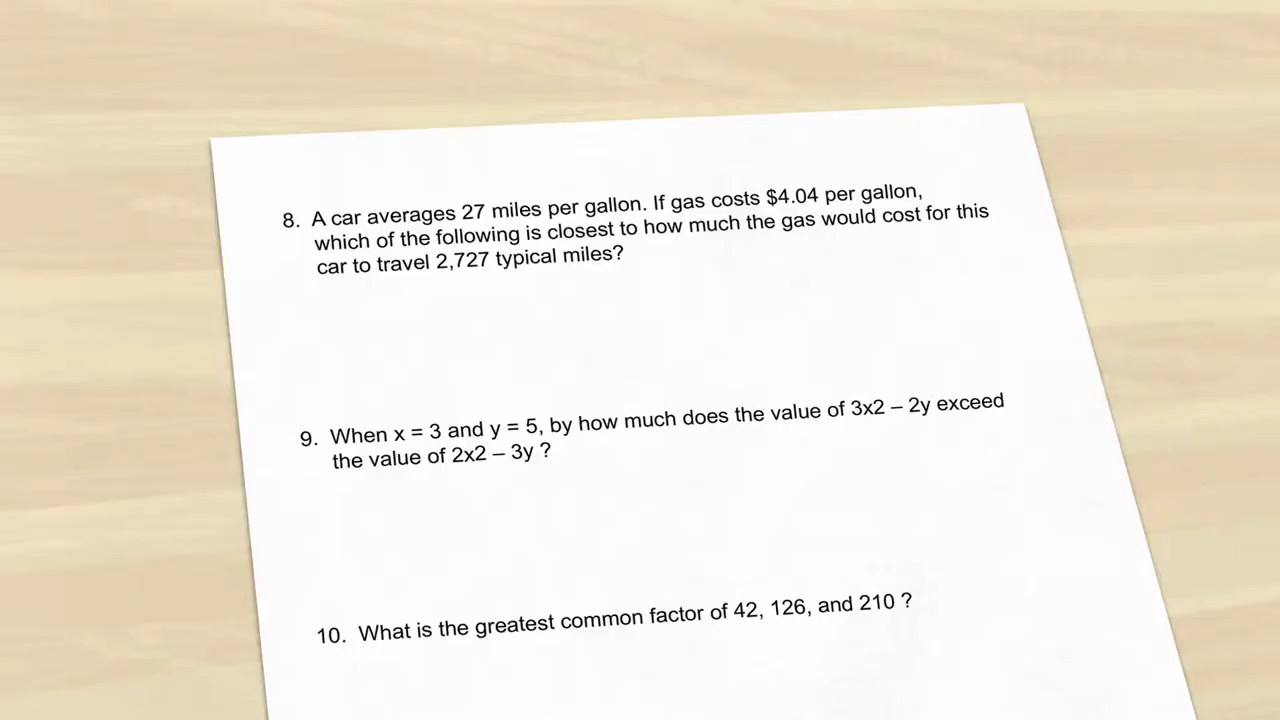 8. A car averages 27 miles per gallon. If gas costs $4.04 per gallon,
which of the following is closest to how much the gas would cost for this
car to travel 2,727 typical miles?
9. When x = 3 and y = 5, by how much does the value of 3x2 – 2y exceed
the value of 2x2 – 3y ?
10. What is the greatest common factor of 42, 126, and 210 ?